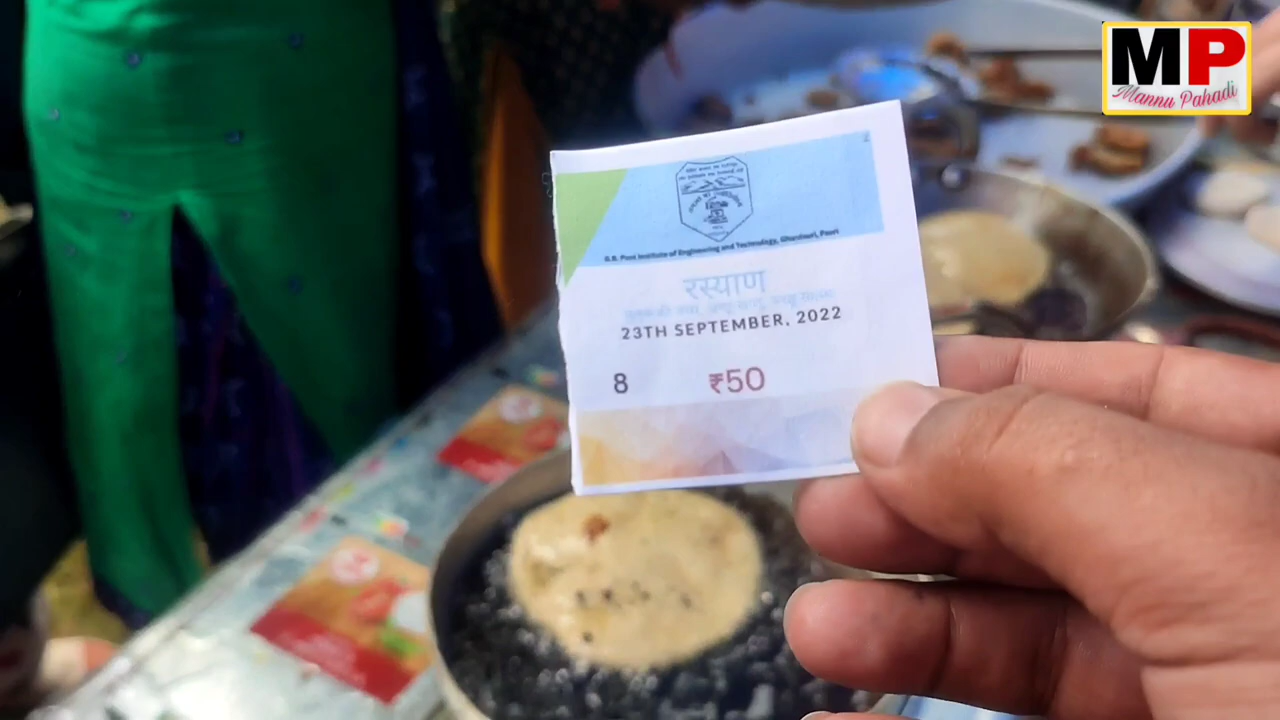 MP
Mannu Pahadi
G.B. Pant Institute of Engineering and Technology, Ghurdauri, Pauri
रस्याण
23TH SEPTEMBER, 2022
8 ₹50